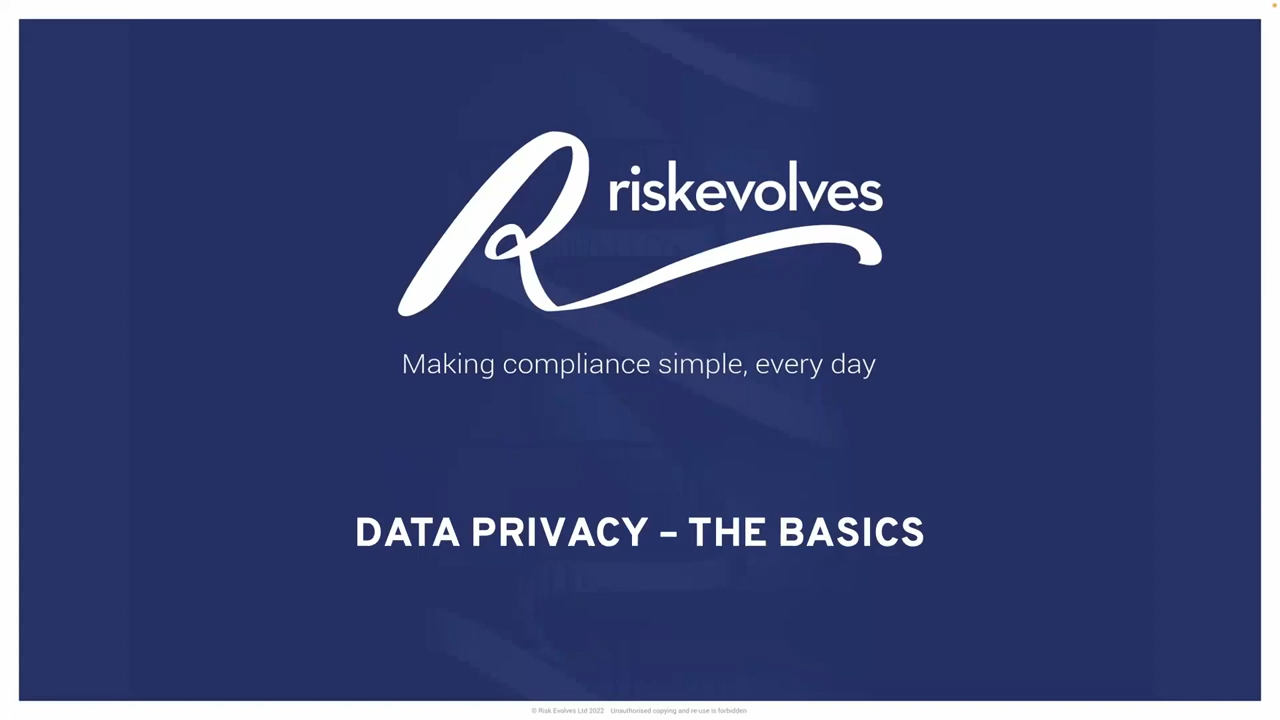 riskevolves
Making compliance simple, every day
DATA PRIVACY – THE BASICS
© Risk Evolves Ltd 2022 Unauthorised copying and re-use is forbidden